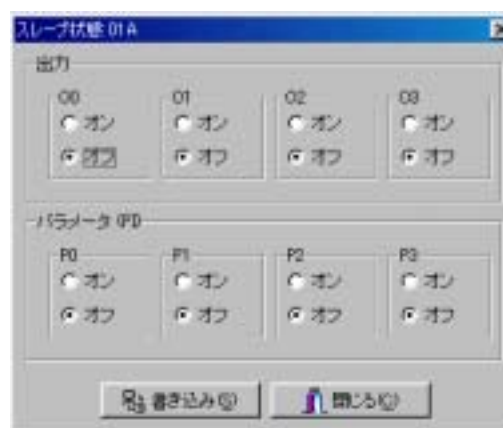 スレーブ状態 01A
出力
O0 O1 O2 O3
オン オン オン オン
オフ オフ オフ オフ
パラメータ (P)
P0 P1 P2 P3
オン オン オン オン
オフ オフ オフ オフ
書き込み(S) 閉じる(C)